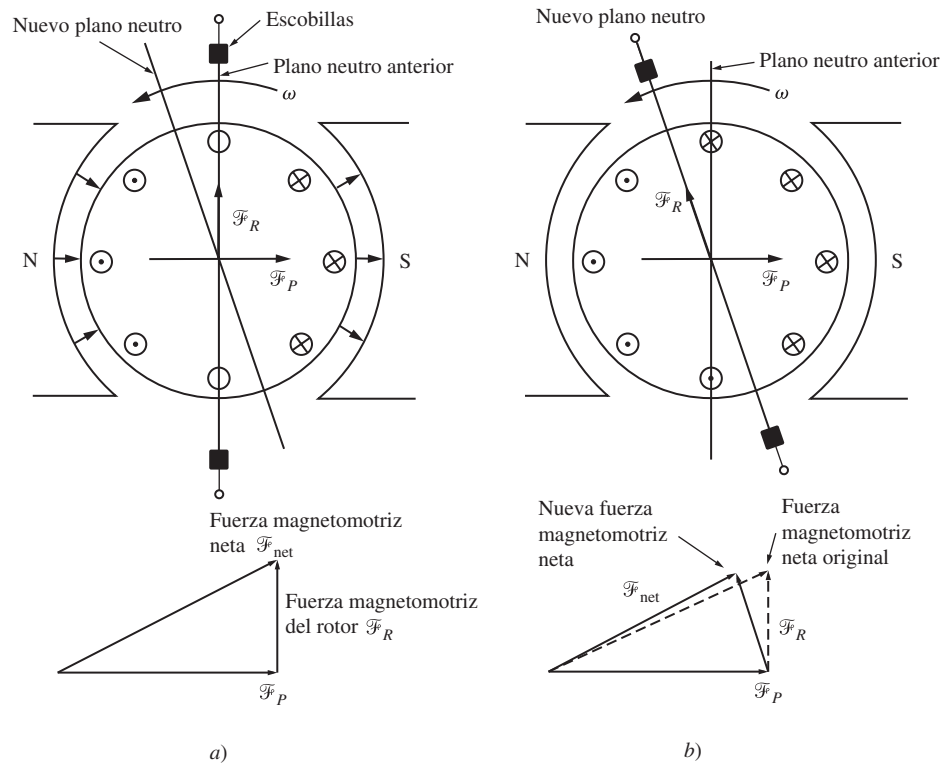 Nuevo plano neutro
Escobillas
Plano neutro anterior
ω
N
S
ℱR
ℱP
Fuerza magnetomotriz
neta ℱnet
Fuerza magnetomotriz
del rotor ℱR
ℱP
a)
Nuevo plano neutro
Plano neutro anterior
ω
N
S
ℱR
ℱP
Nueva fuerza
magnetomotriz
neta
Fuerza
magnetomotriz
neta original
ℱnet
ℱR
ℱP
b)